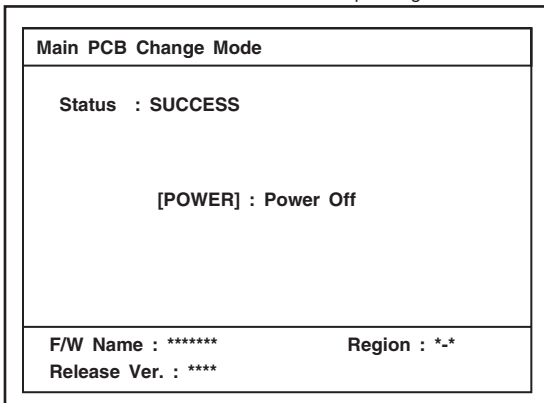 Main PCB Change Mode
Status : SUCCESS
[POWER] : Power Off
F/W Name : ******* Region : *-*
Release Ver. : ****